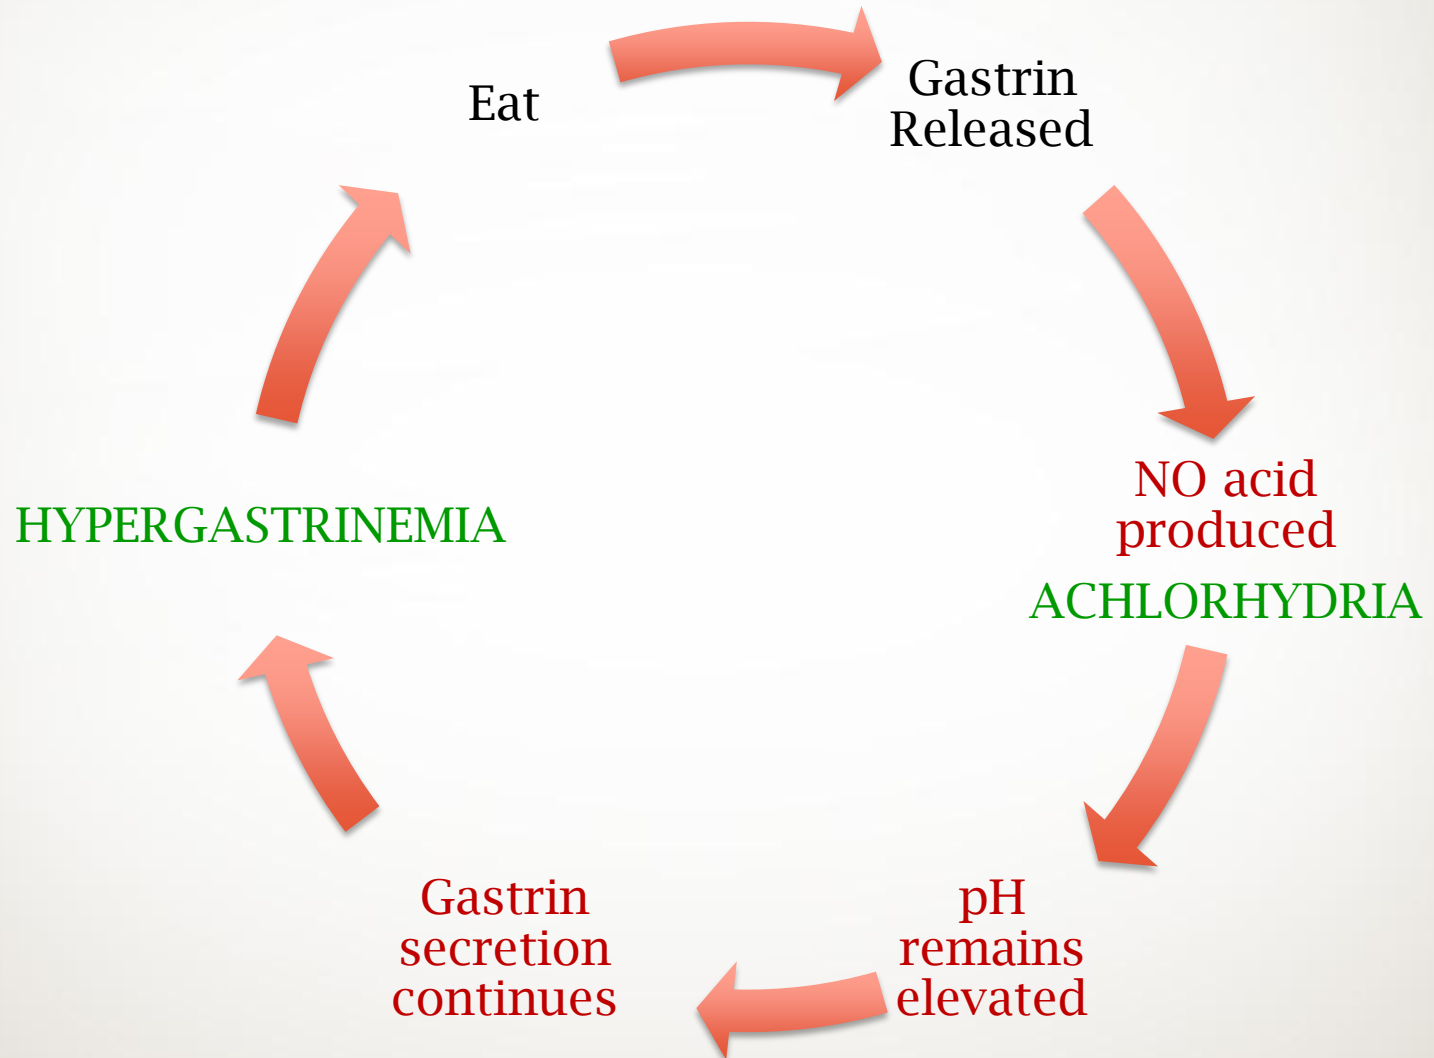 Eat
Gastrin
Released
NO acid
produced
ACHLORHYDRIA
pH
remains
elevated
Gastrin
secretion
continues
HYPERGASTRINEMIA